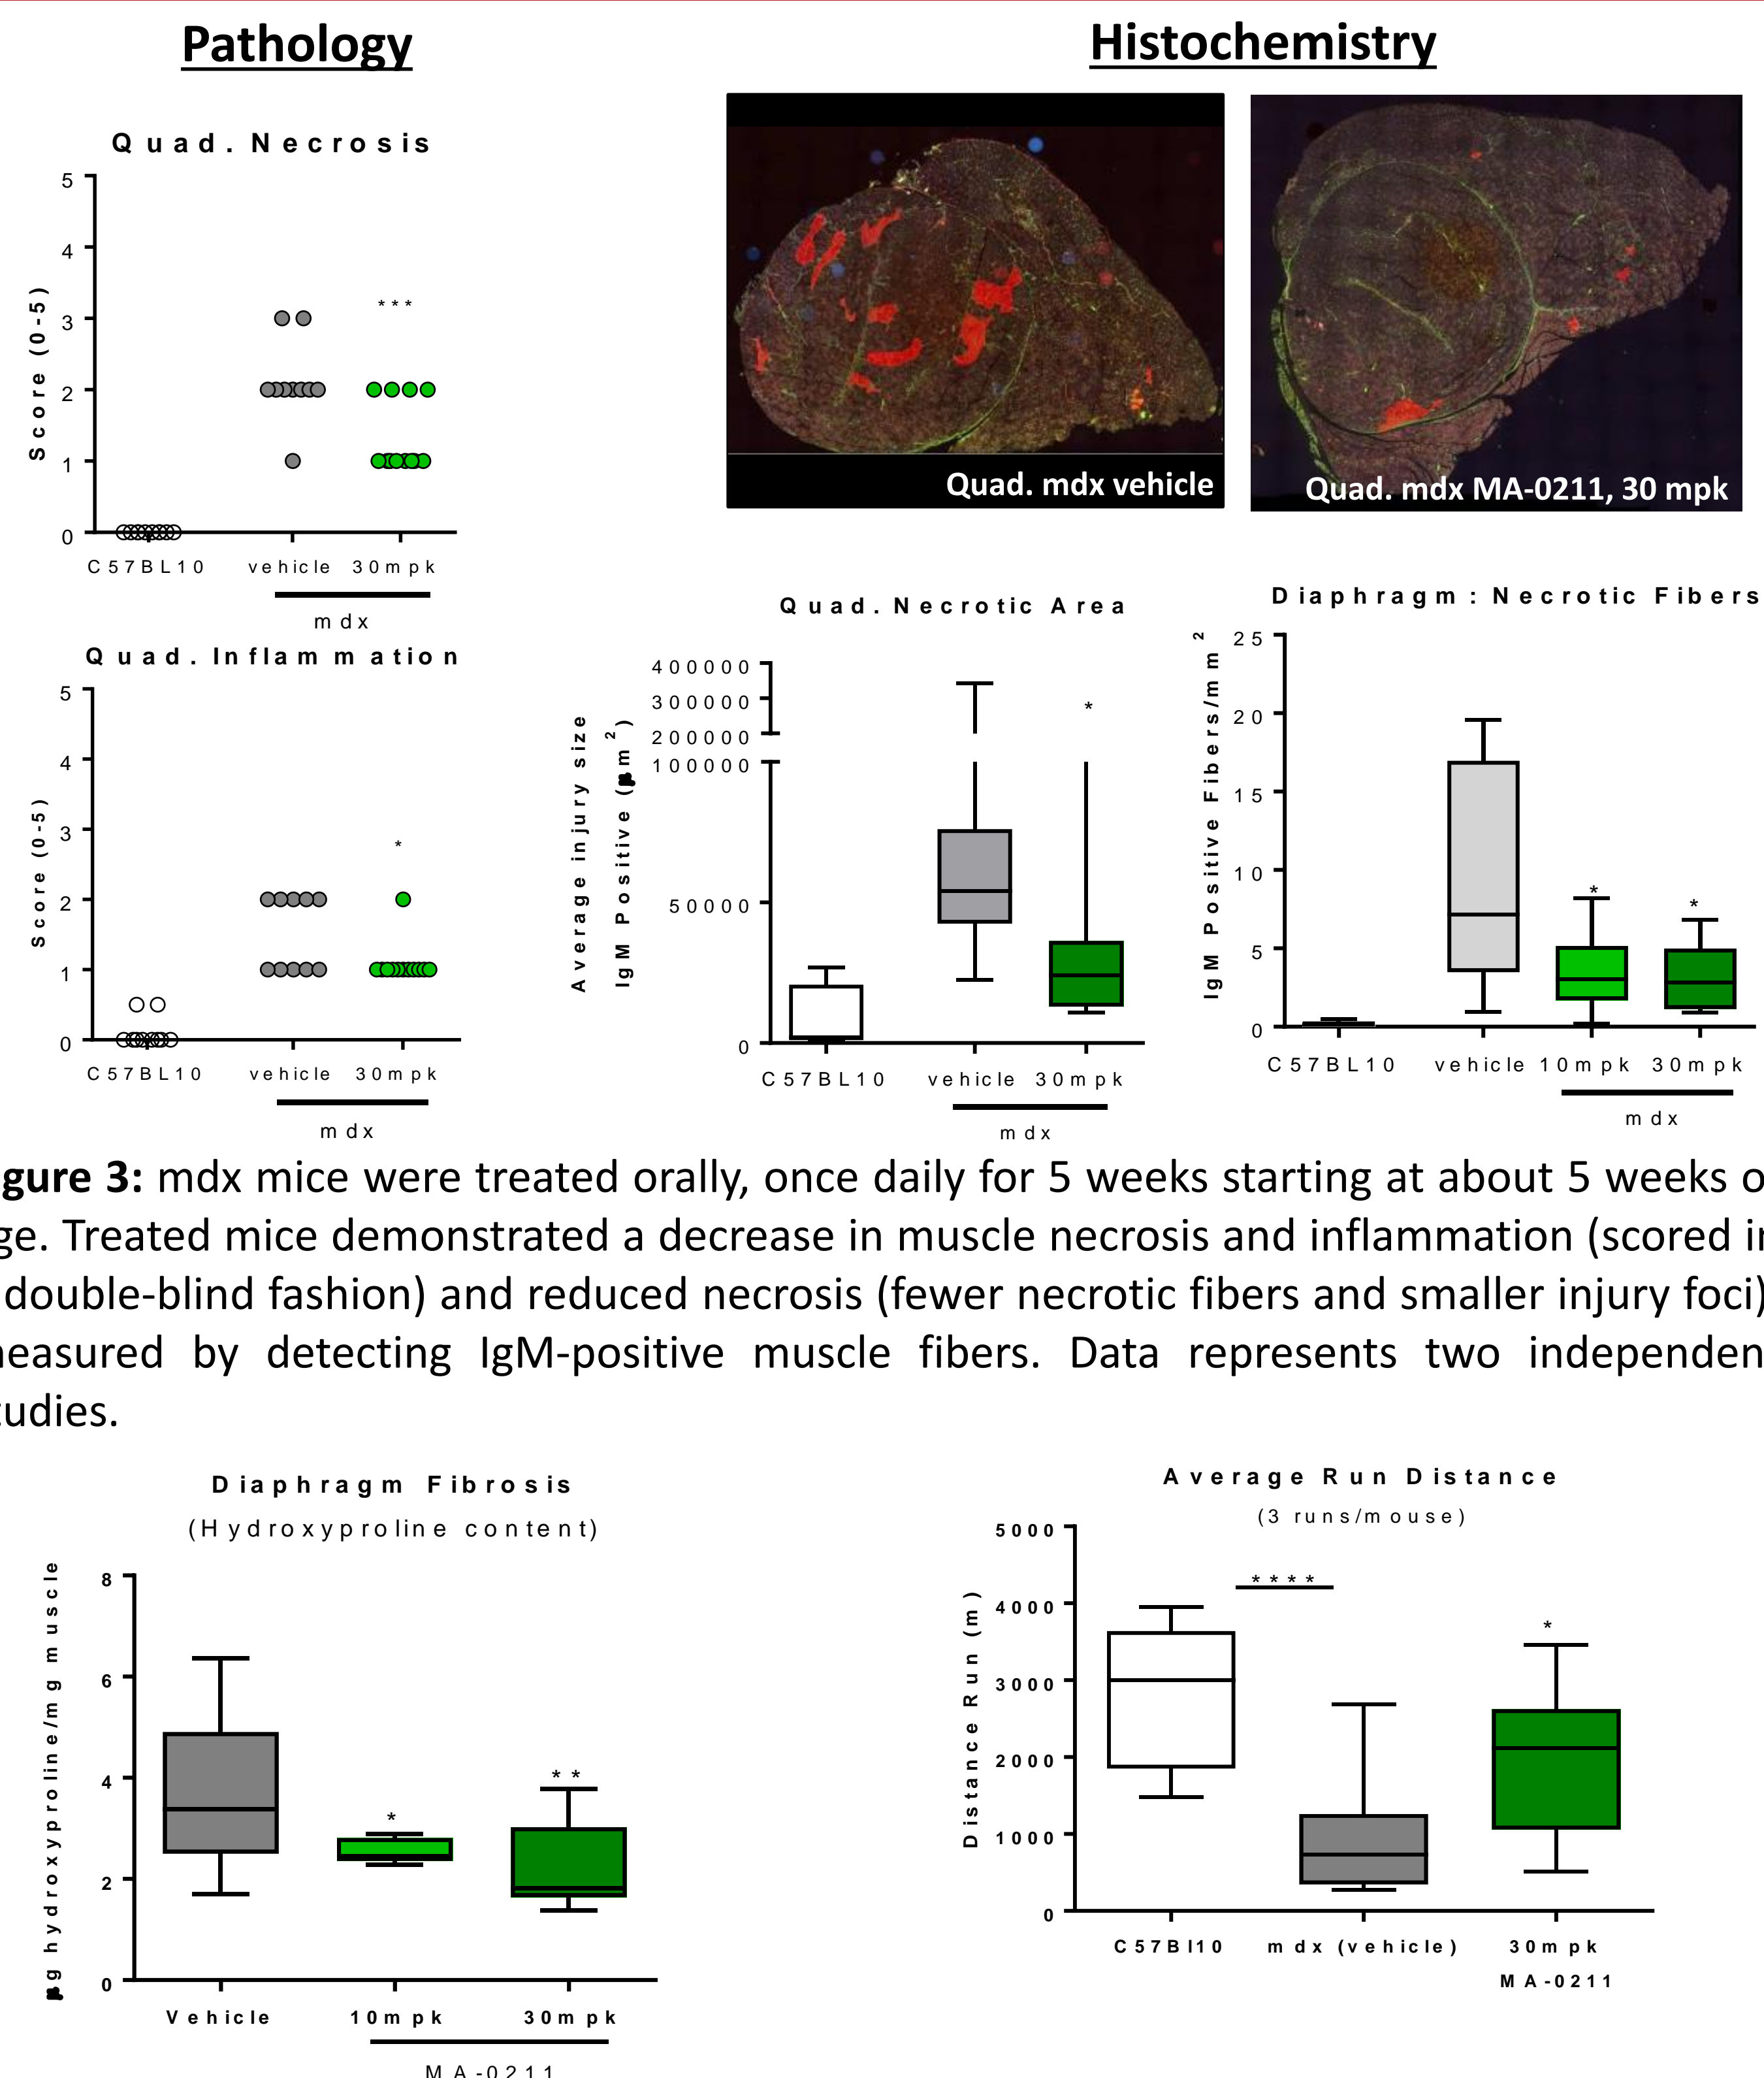 Pathology
Histochemistry
Quad. Necrosis
Score (0-5)
5
4
3
2
1
0
***
C57BL10 vehicle 30mpk
mdx
Quad. mdx vehicle
Quad. mdx MA-0211, 30 mpk
Quad. Inflammation
Score (0-5)
5
4
3
2
1
0
*
C57BL10 vehicle 30mpk
mdx
Quad. Necrotic Area
Average injury size
IgM Positive (µm²)
400000
300000
200000
100000
50000
0
*
C57BL10 vehicle 30mpk
mdx
Diaphragm: Necrotic Fibers
IgM Positive Fibers/mm²
25
20
15
10
5
0
*
*
C57BL10 vehicle 10mpk 30mpk
mdx
gure 3: mdx mice were treated orally, once daily for 5 weeks starting at about 5 weeks o
ge. Treated mice demonstrated a decrease in muscle necrosis and inflammation (scored in
double-blind fashion) and reduced necrosis (fewer necrotic fibers and smaller injury foci)
easured by detecting IgM-positive muscle fibers. Data represents two independen
tudies.
Diaphragm Fibrosis
(Hydroxyproline content)
µg hydroxyproline/mg muscle
8
6
4
2
0
*
**
Vehicle 10mpk 30mpk
MA-0211
Average Run Distance
(3 runs/mouse)
Distance Run (m)
5000
4000
3000
2000
1000
0
****
*
C57Bl10 mdx (vehicle) 30mpk
MA-0211